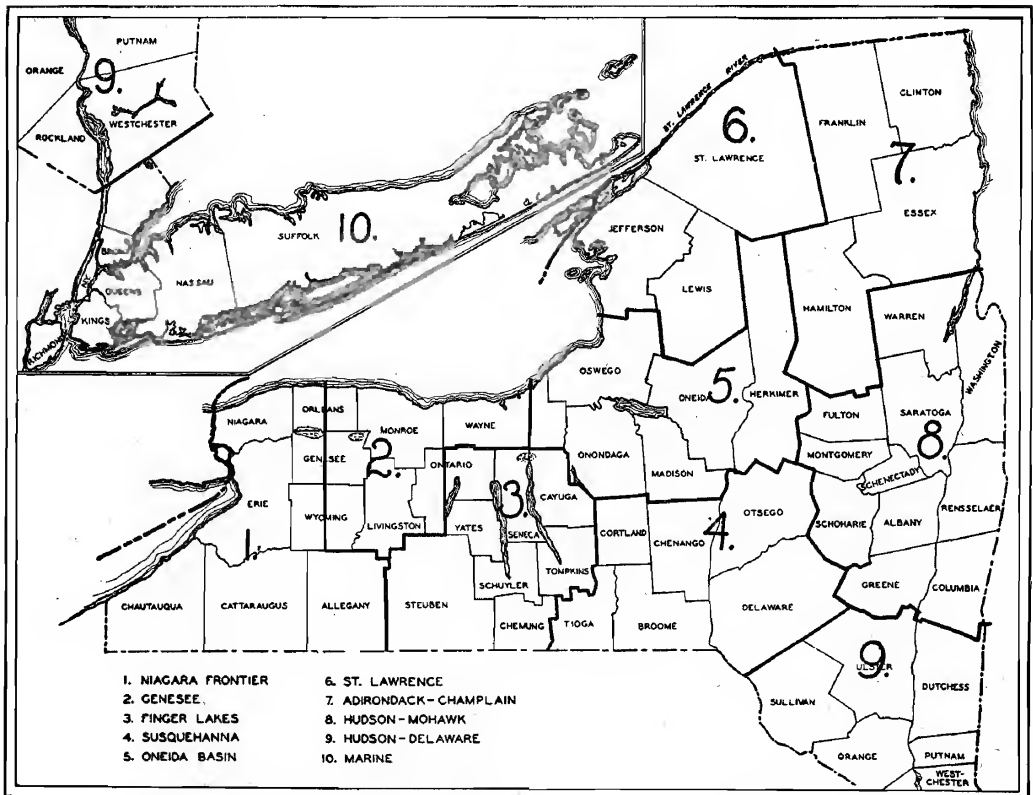 PUTNAM
ORANGE
9.
WESTCHESTER
ROCKLAND
BRONX
QUEENS
NASSAU
KINGS
RICHMOND
SUFFOLK
10.
ST. LAWRENCE RIVER
6.
ST. LAWRENCE
FRANKLIN
CLINTON
7.
ESSEX
JEFFERSON
LEWIS
HAMILTON
WARREN
WASHINGTON
OSWEGO
ONEIDA
5.
HERKIMER
FULTON
SARATOGA
MONTGOMERY
8.
SCHENECTADY
NIAGARA
ORLEANS
MONROE
WAYNE
GENESEE
2.
ONTARIO
ONONDAGA
MADISON
ERIE
WYOMING
LIVINGSTON
YATES
3.
SENECA
CAYUGA
CORTLAND
CHENANGO
4.
OTSEGO
SCHOHARIE
ALBANY
RENSSELAER
1.
SCHUYLER
TOMPKINS
CHAUTAUQUA
CATTARAUGUS
ALLEGANY
STEUBEN
CHEMUNG
TIOGA
BROOME
DELAWARE
GREENE
COLUMBIA
9.
ULSTER
SULLIVAN
DUTCHESS
ORANGE
PUTNAM
WEST-
CHESTER
1. NIAGARA FRONTIER
2. GENESEE
3. FINGER LAKES
4. SUSQUEHANNA
5. ONEIDA BASIN
6. ST. LAWRENCE
7. ADIRONDACK-CHAMPLAIN
8. HUDSON-MOHAWK
9. HUDSON-DELAWARE
10. MARINE